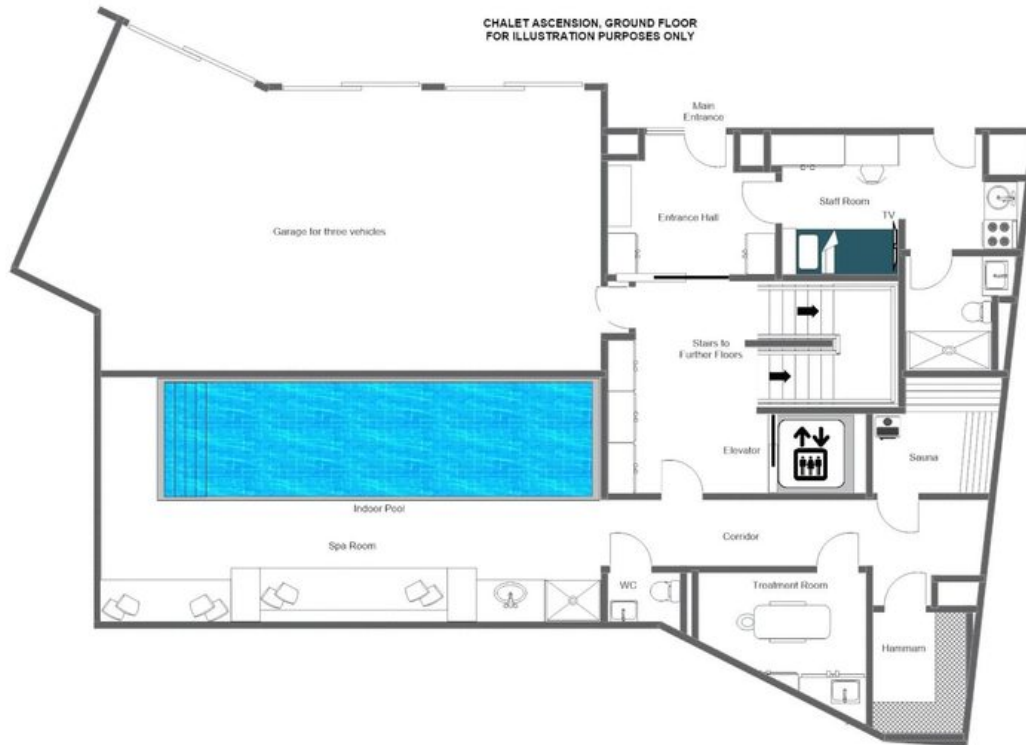 CHALET ASCENSION, GROUND FLOOR
FOR ILLUSTRATION PURPOSES ONLY
Main
Entrance
Staff Room
TV
Entrance Hall
Garage for three vehicles
Stairs to
Further Floors
Elevator
Sauna
Indoor Pool
Spa Room
Corridor
WC
Treatment Room
Hammam